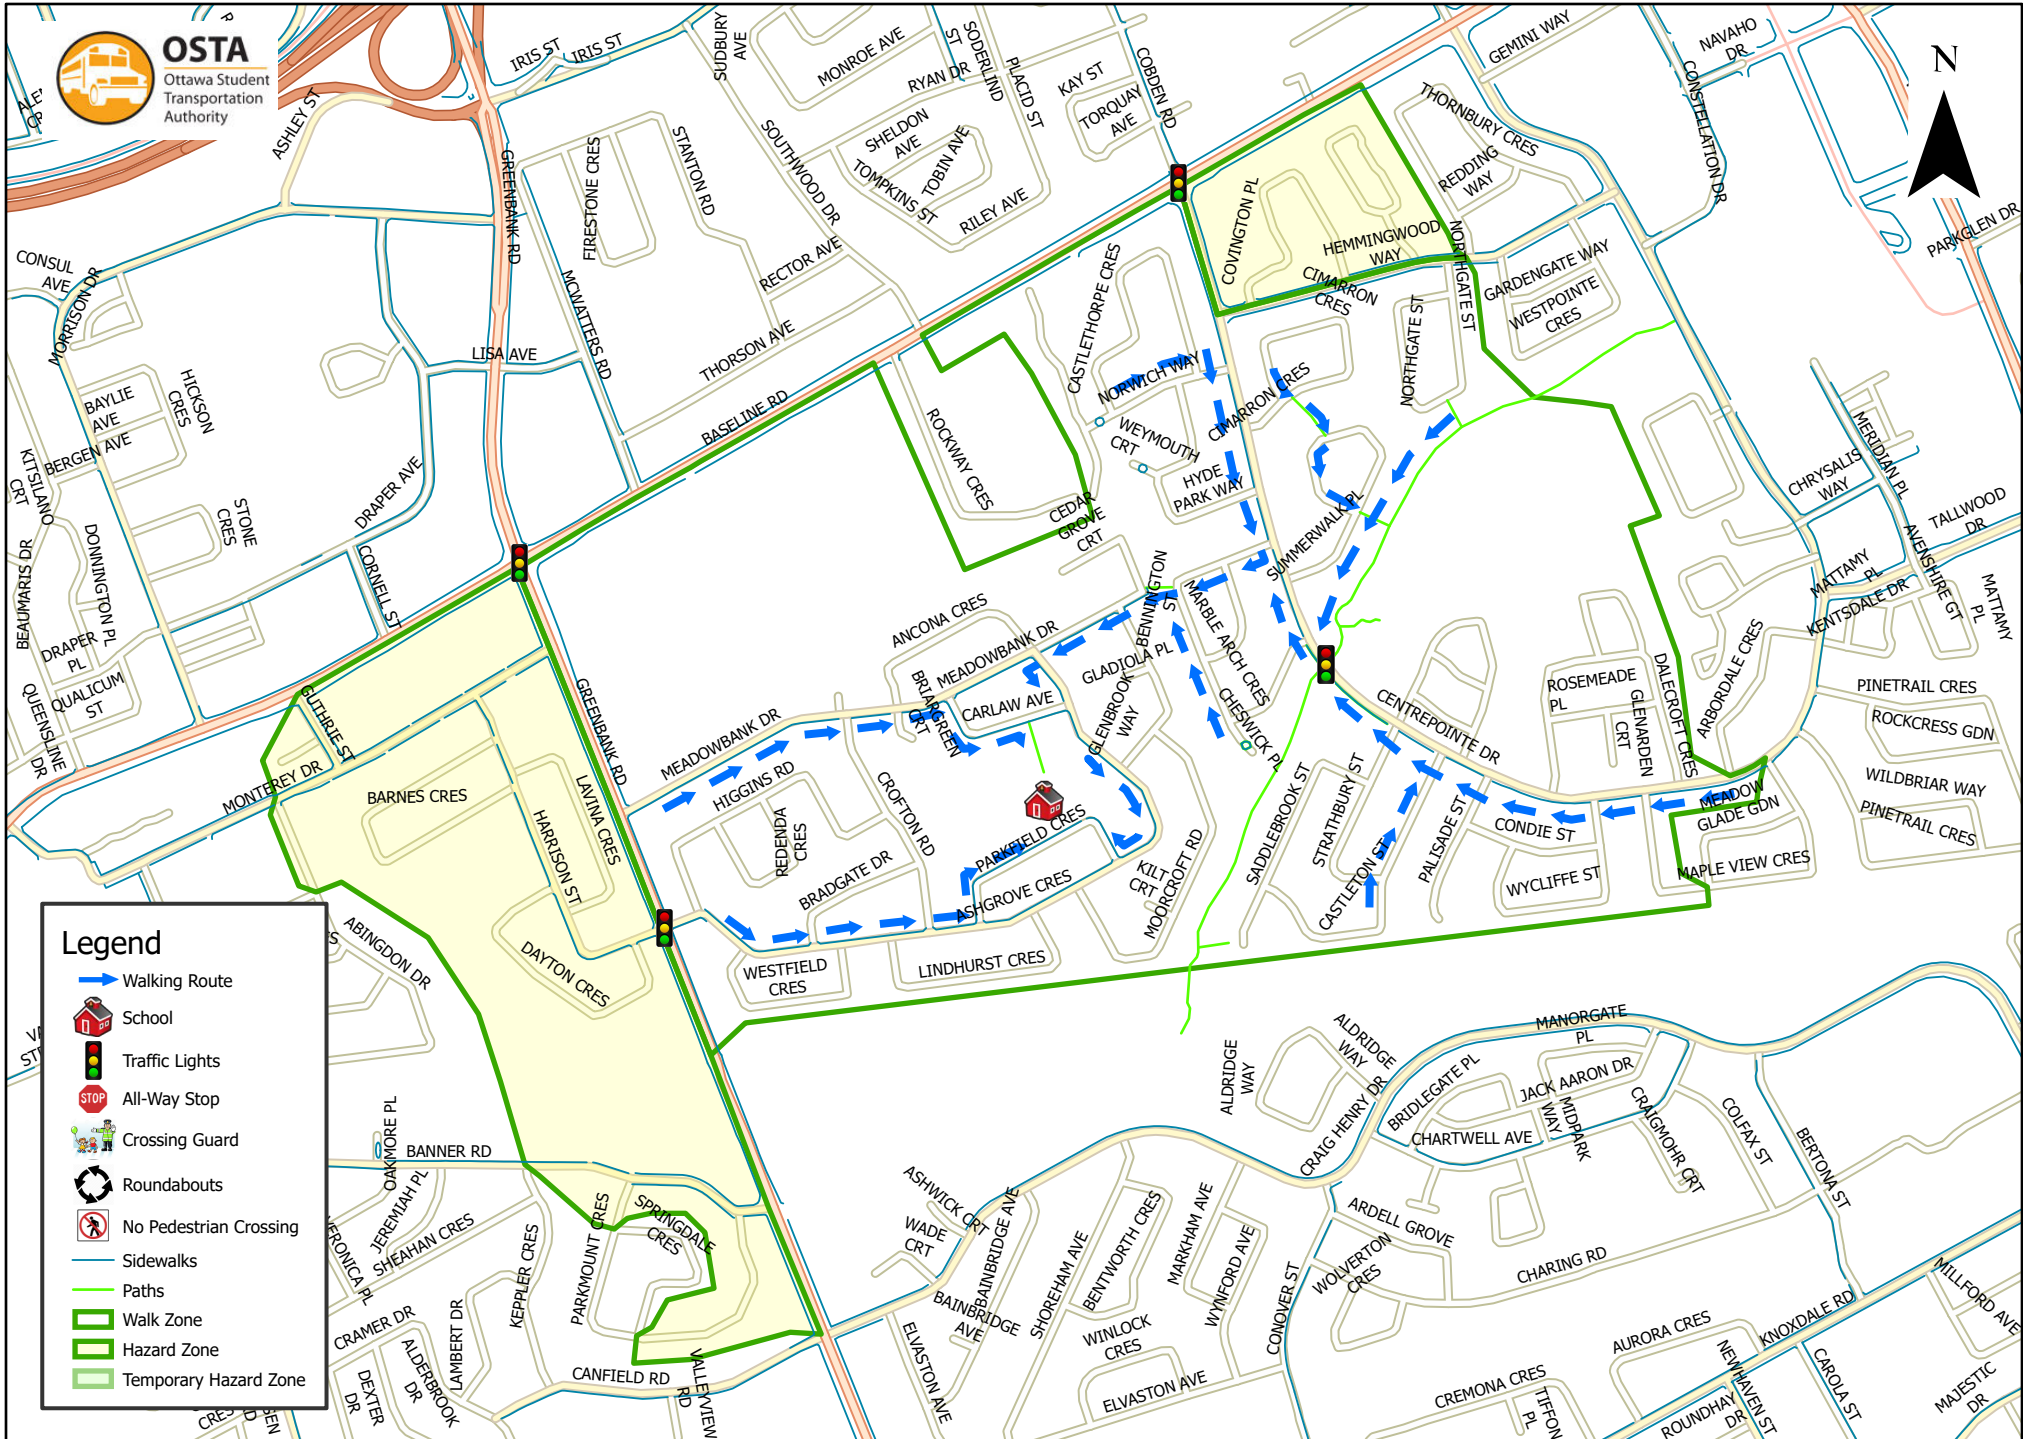 OSTA
Ottawa Student
Transportation
Authority
N
IRIS ST
IRIS ST
SUDBURY
AVE
MONROE AVE
RYAN DR
SODERLIND
ST
PLACID ST
KAY ST
TORQUAY
AVE
COBDEN RD
GEMINI WAY
NAVAHO
DR
CONSTELLATION DR
THORNBURY CRES
REDDING
WAY
PARKGLEN DR
ASHLEY ST
GREENBANK RD
FIRESTONE CRES
STANTON RD
SOUTHWOOD DR
SHELDON
AVE
TOBIN AVE
TOMPKINS ST
RILEY AVE
RECTOR AVE
MCWATTERS RD
THORSON AVE
BASELINE RD
LISA AVE
CONSUL
AVE
MORRISON DR
BAYLIE
AVE
HICKSON
CRES
BERGEN AVE
KITSILANO
CRT
STONE
CRES
DRAPER AVE
CORNELL ST
DONNINGTON PL
BEAUMARIS DR
DRAPER
PL
QUALICUM
ST
QUEENSLINE
DR
GUTHRIE ST
MONTEREY DR
BARNES CRES
LAVINA CRES
HARRISON ST
DAYTON CRES
ABINGDON DR
GREENBANK RD
COVINGTON PL
HEMMINGWOOD
WAY
CIMARRON
CRES
NORTHGATE ST
NORTHGATE ST
GARDENGATE WAY
WESTPOINTE
CRES
CASTLETHORPE CRES
NORWICH WAY
CIMARRON CRES
WEYMOUTH
CRT
HYDE
PARK WAY
ROCKWAY CRES
CEDAR
GROVE
CRT
SUMMERWALK PL
BENNINGTON
ST
MARBLE ARCH CRES
ANCONA CRES
MEADOWBANK DR
GLADIOLA PL
CHESWICK PL
BRIARGREEN
CRT
CARLAW AVE
GLENBROOK
WAY
MEADOWBANK DR
HIGGINS RD
REDENDA
CRES
CROFTON RD
BRADGATE DR
PARKFIELD CRES
ASHGROVE CRES
KILT
CRT
MOORCROFT RD
WESTFIELD
CRES
LINDHURST CRES
SADDLEBROOK ST
STRATHBURY ST
CASTLETON ST
PALISADE ST
CENTREPOINTE DR
CONDIE ST
WYCLIFFE ST
ROSEMEADE
PL
GLENARDEN
CRT
DALECROFT CRES
ARBORDALE CRES
MEADOW
GLADE GDN
MAPLE VIEW CRES
PINETRAIL CRES
ROCKCRESS GDN
WILDBRIAR WAY
PINETRAIL CRES
CHRYSALIS
WAY
MERIDIAN PL
TALLWOOD
DR
AVENSHIRE GT
MATTAMY
PL
MATTAMY
PL
KENTSDALE DR
MANORGATE
PL
ALDRIDGE
WAY
ALDRIDGE
WAY
CRAIG HENRY DR
BRIDLEGATE PL
JACK AARON DR
MIDPARK
WAY
CHARTWELL AVE
CRAIGMOHR CRT
COLFAX ST
BERTONA ST
ARDELL GROVE
WOLVERTON
CRES
CHARING RD
CONOVER ST
KNOXDALE RD
MILLFORD AVE
AURORA CRES
NEWHAVEN ST
CAROLA ST
MAJESTIC
DR
ROUNDHAY
DR
TIFFON
PL
CREMONA CRES
ASHWICK CRT
WADE
CRT
BAINBRIDGE AVE
BAINBRIDGE
AVE
SHOREHAM AVE
BENTWORTH CRES
MARKHAM AVE
WYNFORD AVE
WINLOCK
CRES
ELVASTON AVE
ELVASTON AVE
OAKMORE PL
BANNER RD
JEREMIAH PL
SHEAHAN CRES
VERONICA PL
KEPPLER CRES
PARKMOUNT CRES
SPRINGDALE
CRES
CRAMER DR
LAMBERT DR
ALDERBROOK
DR
DEXTER
DR
CANFIELD RD
VALLEYVIEW
RD
CRES
Legend
Walking Route
School
Traffic Lights
STOP
All-Way Stop
Crossing Guard
Roundabouts
No Pedestrian Crossing
Sidewalks
Paths
Walk Zone
Hazard Zone
Temporary Hazard Zone